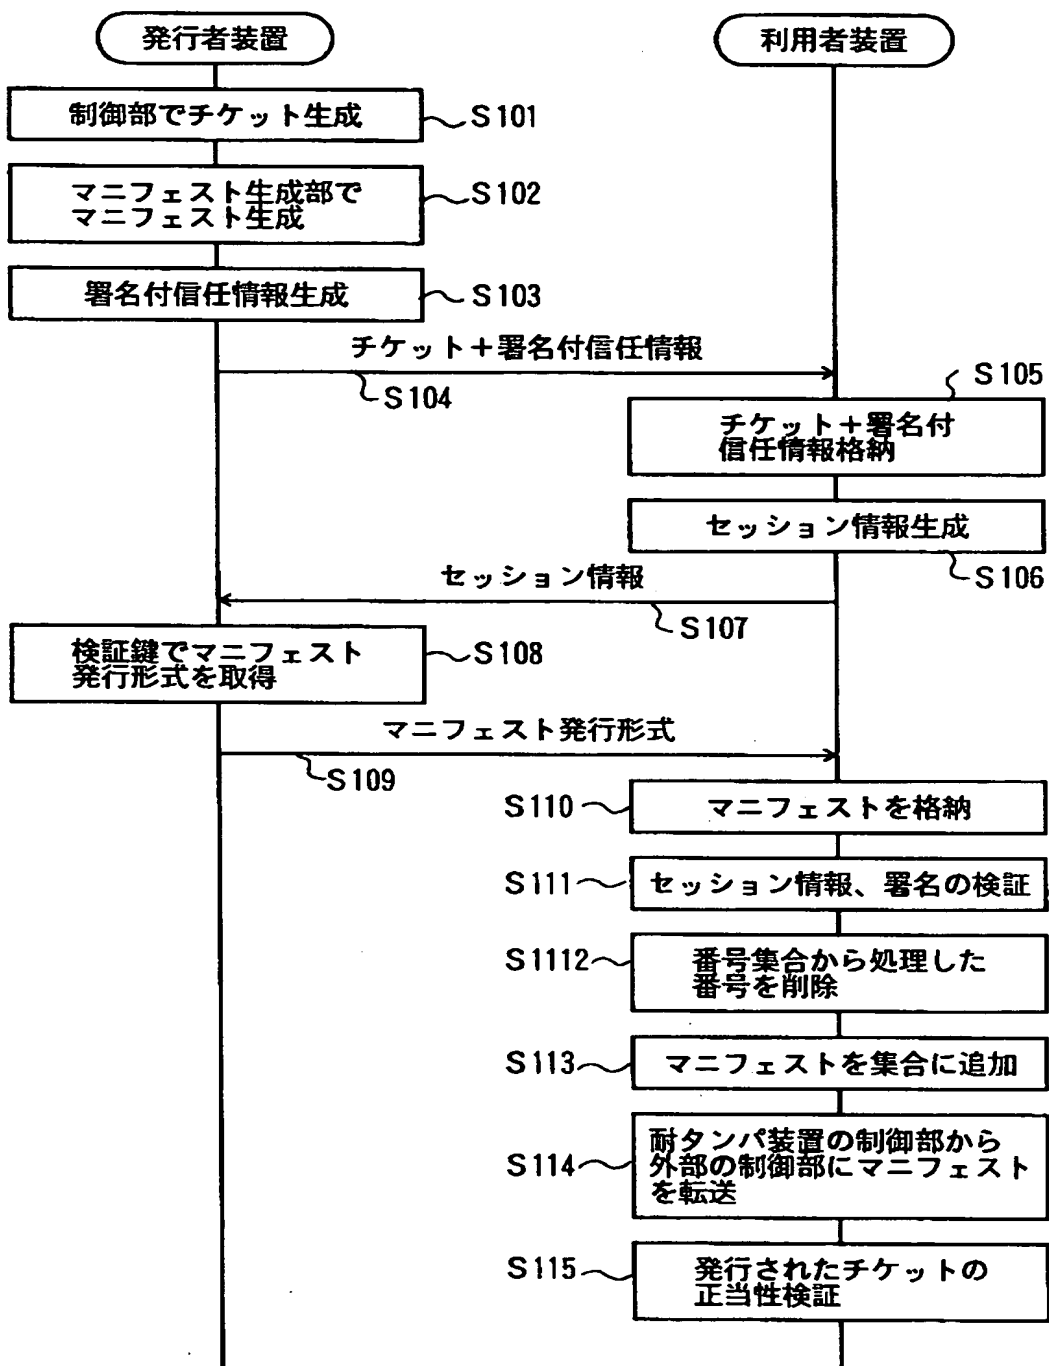 発行者装置
利用者装置
制御部でチケット生成
S101
マニフェスト生成部で
マニフェスト生成
S102
署名付信任情報生成
S103
チケット＋署名付信任情報
S104
S105
チケット＋署名付
信任情報格納
セッション情報生成
S106
セッション情報
S107
検証鍵でマニフェスト
発行形式を取得
S108
マニフェスト発行形式
S109
S110
マニフェストを格納
S111
セッション情報、署名の検証
S1112
番号集合から処理した
番号を削除
S113
マニフェストを集合に追加
S114
耐タンパ装置の制御部から
外部の制御部にマニフェスト
を転送
S115
発行されたチケットの
正当性検証